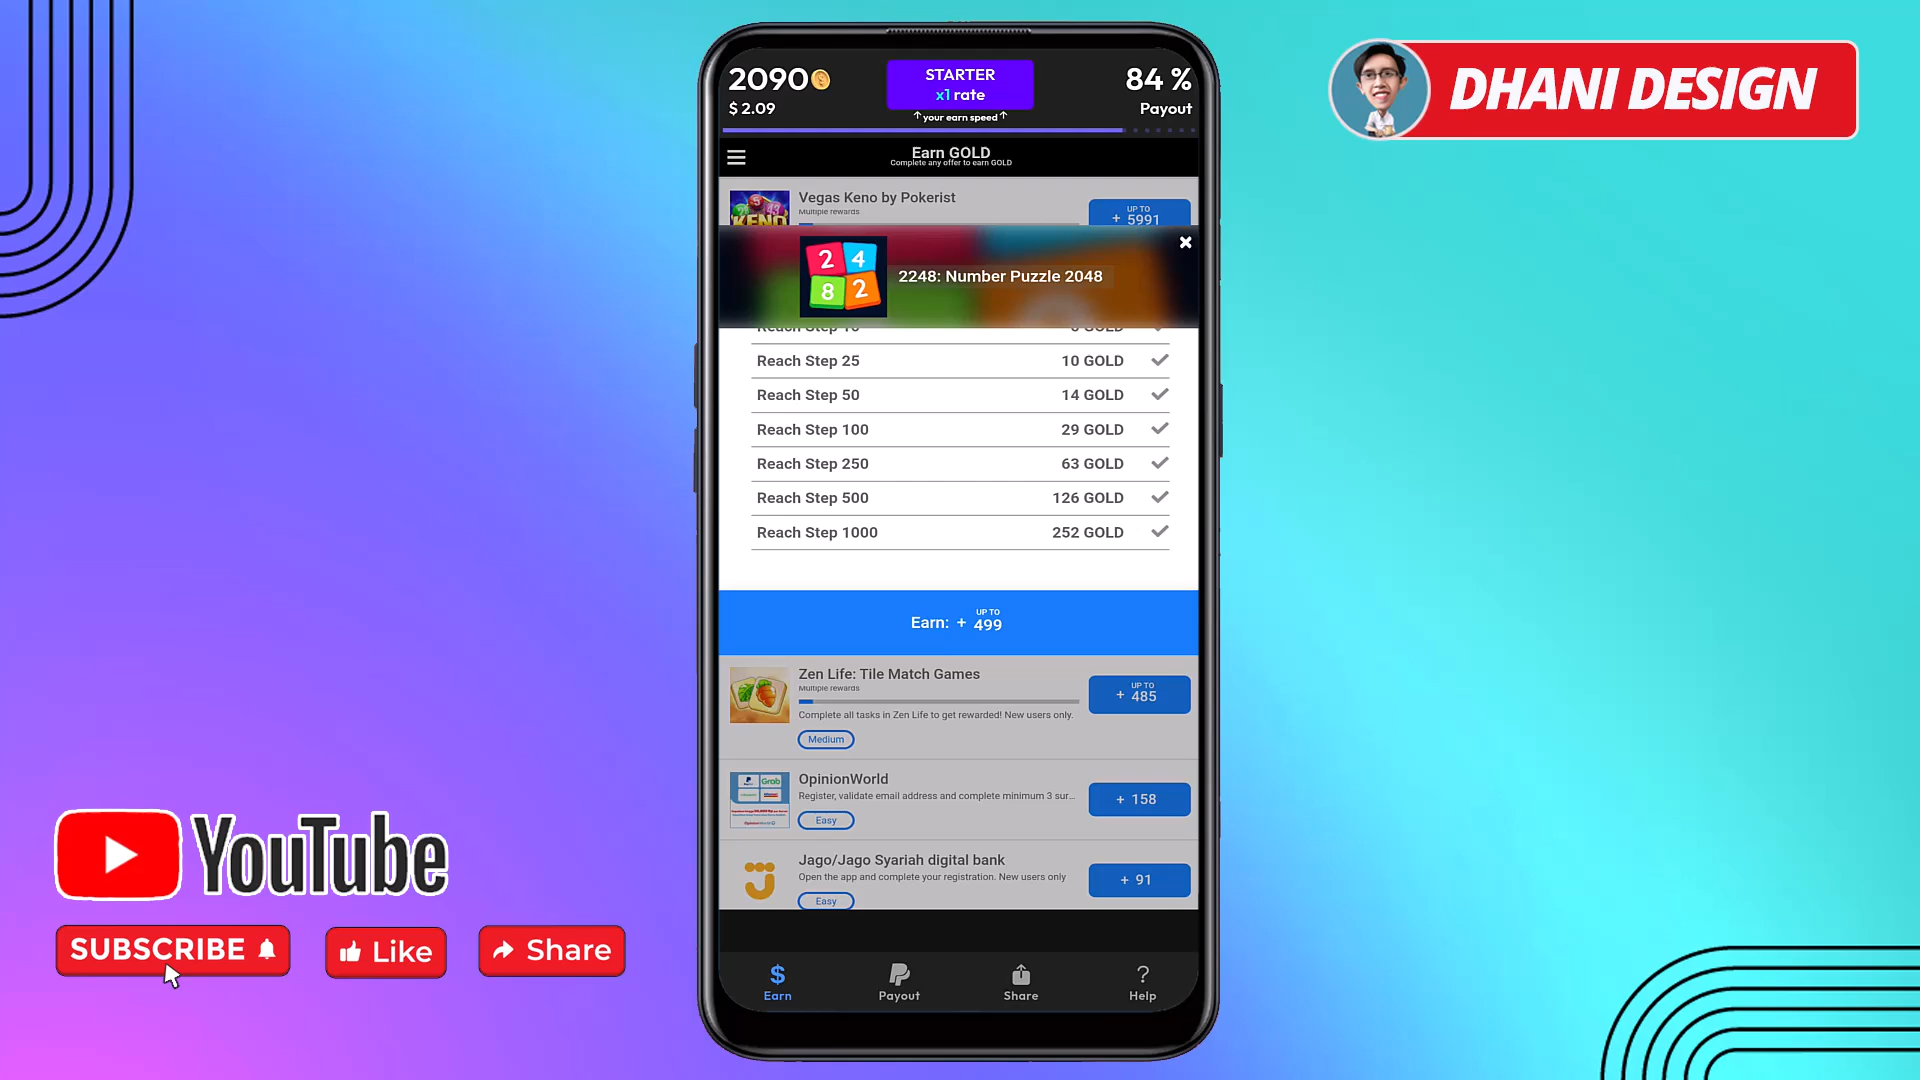 2090
$ 2.09
STARTER
x1 rate
↑ your earn speed ↑
84 %
Payout
DHANI DESIGN
Earn GOLD
Complete any offer to earn GOLD
Vegas Keno by Pokerist
Multiple rewards
UP TO
+ 5991
KENO
2 4
8 2
2248: Number Puzzle 2048
Reach Step 25 10 GOLD
Reach Step 50 14 GOLD
Reach Step 100 29 GOLD
Reach Step 250 63 GOLD
Reach Step 500 126 GOLD
Reach Step 1000 252 GOLD
UP TO
Earn: + 499
Zen Life: Tile Match Games
Multiple rewards
Complete all tasks in Zen Life to get rewarded! New users only.
Medium
UP TO
+ 485
OpinionWorld
Register, validate email address and complete minimum 3 sur...
Easy
+ 158
Jago/Jago Syariah digital bank
Open the app and complete your registration. New users only
Easy
+ 91
Earn
Payout
Share
? Help
YouTube
SUBSCRIBE
Like
Share